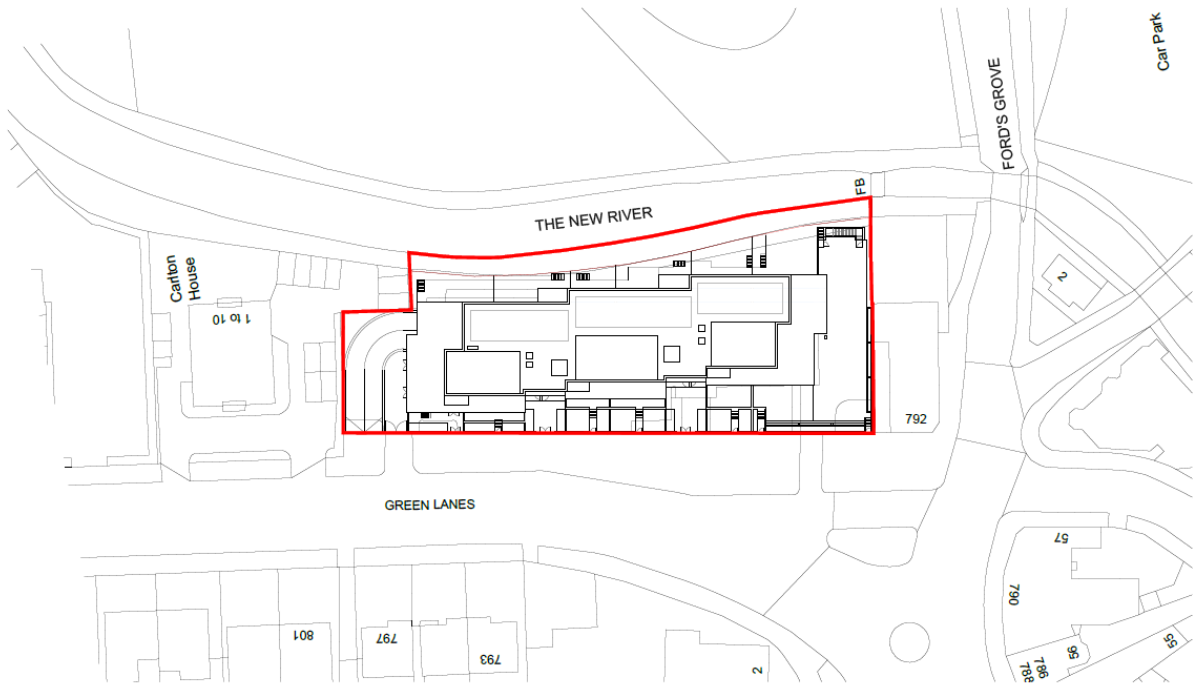 Car Park
FORD'S GROVE
FB
THE NEW RIVER
Carlton
House
1 to 10
2
792
GREEN LANES
57
790
801
797
793
2
56
55
786
788